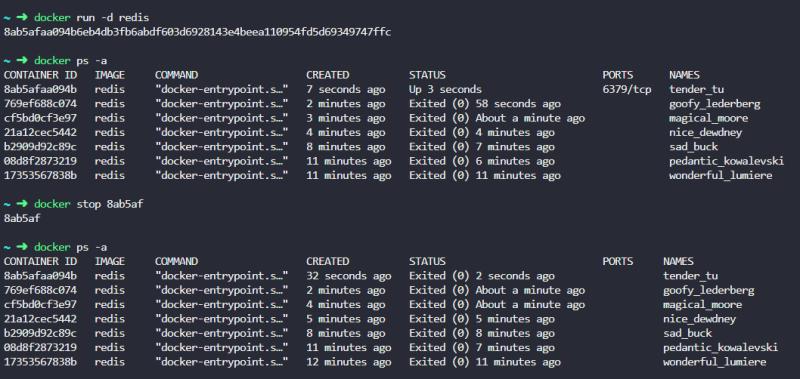 ~ ➜ docker run -d redis
8ab5afaa094b6eb4db3fb6abdf603d6928143e4beea110954fd5d69349747ffc
~ ➜ docker ps -a
CONTAINER ID IMAGE COMMAND CREATED STATUS PORTS NAMES
8ab5afaa094b redis "docker-entrypoint.s…" 7 seconds ago Up 3 seconds 6379/tcp tender_tu
769ef688c074 redis "docker-entrypoint.s…" 2 minutes ago Exited (0) 58 seconds ago goofy_lederberg
cf5bd0cf3e97 redis "docker-entrypoint.s…" 3 minutes ago Exited (0) About a minute ago magical_moore
21a12cec5442 redis "docker-entrypoint.s…" 4 minutes ago Exited (0) 4 minutes ago nice_dewdney
b2909d92c89c redis "docker-entrypoint.s…" 8 minutes ago Exited (0) 7 minutes ago sad_buck
08d8f2873219 redis "docker-entrypoint.s…" 11 minutes ago Exited (0) 6 minutes ago pedantic_kowalevski
17353567838b redis "docker-entrypoint.s…" 11 minutes ago Exited (0) 11 minutes ago wonderful_lumiere
~ ➜ docker stop 8ab5af
8ab5af
~ ➜ docker ps -a
CONTAINER ID IMAGE COMMAND CREATED STATUS PORTS NAMES
8ab5afaa094b redis "docker-entrypoint.s…" 32 seconds ago Exited (0) 2 seconds ago tender_tu
769ef688c074 redis "docker-entrypoint.s…" 2 minutes ago Exited (0) About a minute ago goofy_lederberg
cf5bd0cf3e97 redis "docker-entrypoint.s…" 4 minutes ago Exited (0) About a minute ago magical_moore
21a12cec5442 redis "docker-entrypoint.s…" 5 minutes ago Exited (0) 5 minutes ago nice_dewdney
b2909d92c89c redis "docker-entrypoint.s…" 8 minutes ago Exited (0) 8 minutes ago sad_buck
08d8f2873219 redis "docker-entrypoint.s…" 11 minutes ago Exited (0) 7 minutes ago pedantic_kowalevski
17353567838b redis "docker-entrypoint.s…" 12 minutes ago Exited (0) 11 minutes ago wonderful_lumiere